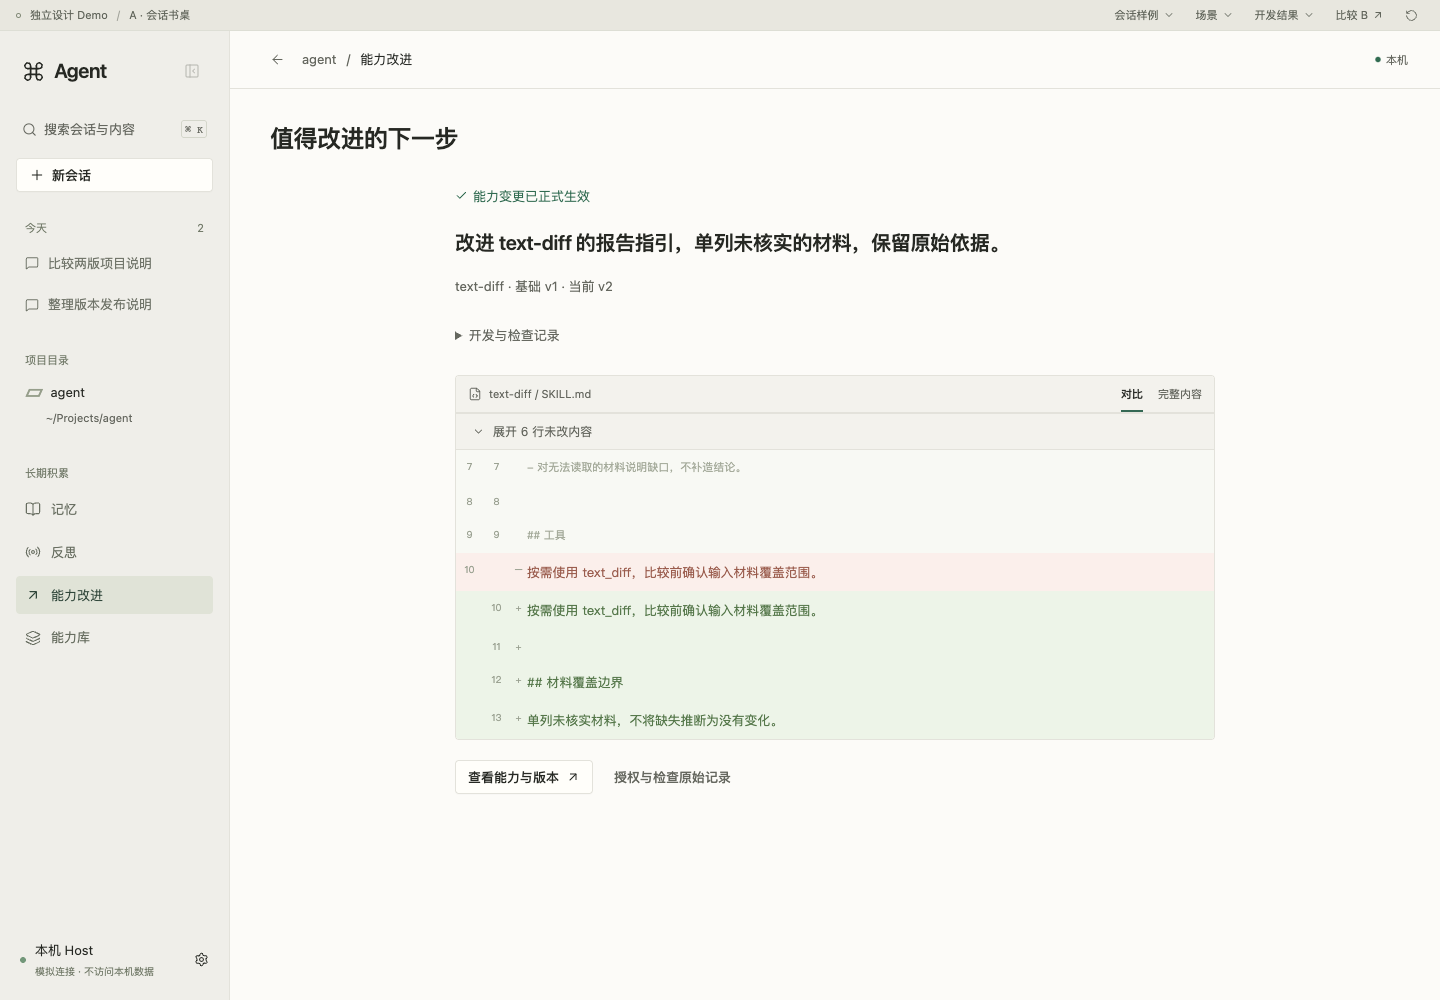 独立设计 Demo / A · 会话书桌
会话样例 场景 开发结果 比较 B
Agent
搜索会话与内容 ⌘ K
新会话
今天 2
比较两版项目说明
整理版本发布说明
项目目录
agent
~/Projects/agent
长期积累
记忆
反思
能力改进
能力库
本机 Host
模拟连接 · 不访问本机数据
agent / 能力改进
本机
值得改进的下一步
能力变更已正式生效
改进 text-diff 的报告指引，单列未核实的材料，保留原始依据。
text-diff · 基础 v1 · 当前 v2
开发与检查记录
text-diff / SKILL.md 对比 完整内容
展开 6 行未改内容
7 7 – 对无法读取的材料说明缺口，不补造结论。
8 8
9 9 ## 工具
10 − 按需使用 text_diff，比较前确认输入材料覆盖范围。
10 + 按需使用 text_diff，比较前确认输入材料覆盖范围。
11 +
12 + ## 材料覆盖边界
13 + 单列未核实材料，不将缺失推断为没有变化。
查看能力与版本 授权与检查原始记录